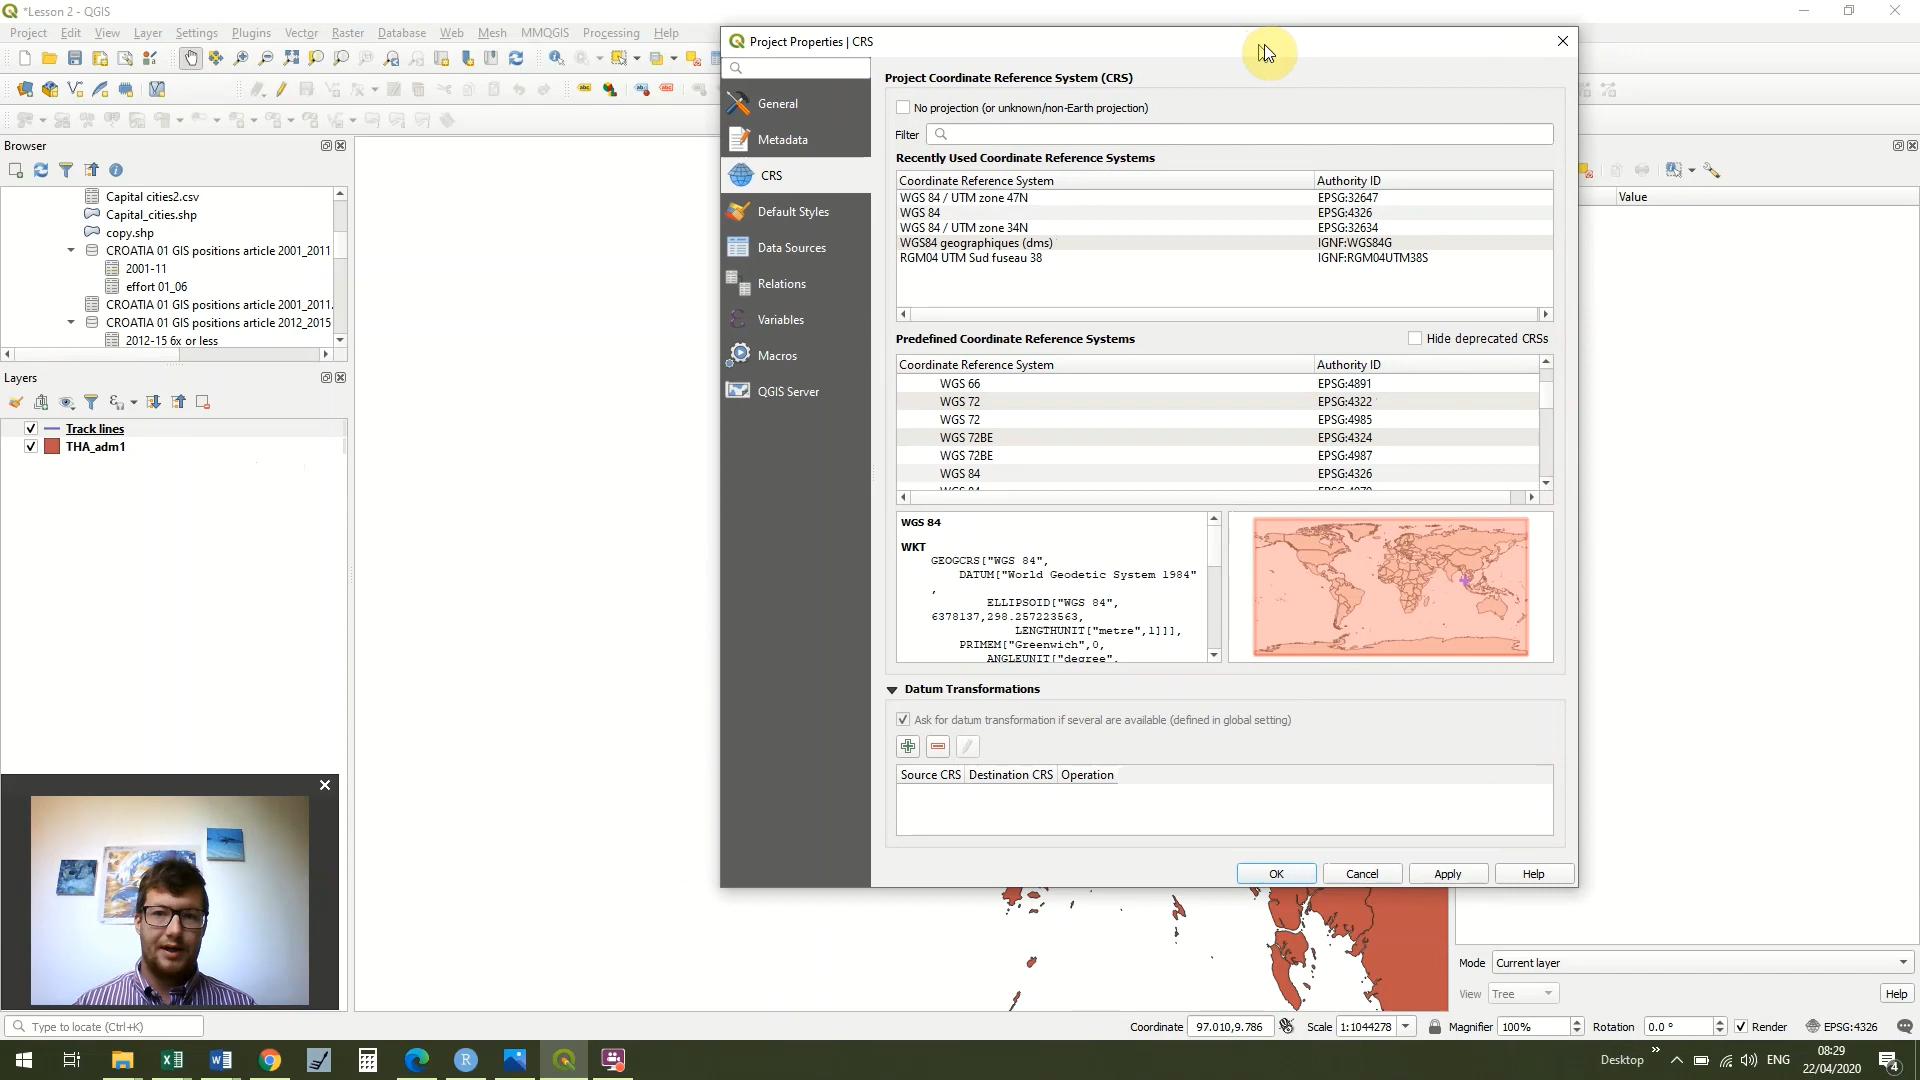 *Lesson 2 - QGIS
Project Edit View Layer Settings Plugins Vector Raster Database Web Mesh MMQGIS Processing Help
Project Properties | CRS
General
Metadata
CRS
Default Styles
Data Sources
Relations
Variables
Macros
QGIS Server
Project Coordinate Reference System (CRS)
No projection (or unknown/non-Earth projection)
Filter
Recently Used Coordinate Reference Systems
Coordinate Reference System Authority ID
WGS 84 / UTM zone 47N EPSG:32647
WGS 84 EPSG:4326
WGS 84 / UTM zone 34N EPSG:32634
WGS84 geographiques (dms) IGNF:WGS84G
RGM04 UTM Sud fuseau 38 IGNF:RGM04UTM38S
Predefined Coordinate Reference Systems Hide deprecated CRSs
Coordinate Reference System Authority ID
WGS 66 EPSG:4891
WGS 72 EPSG:4322
WGS 72 EPSG:4985
WGS 72BE EPSG:4324
WGS 72BE EPSG:4987
WGS 84 EPSG:4326
WGS 84
WGS 84
WKT
GEOGCRS["WGS 84",
DATUM["World Geodetic System 1984"
,
ELLIPSOID["WGS 84",
6378137,298.257223563,
LENGTHUNIT["metre",1]]],
PRIMEM["Greenwich",0,
ANGLEUNIT["degree",
Datum Transformations
Ask for datum transformation if several are available (defined in global setting)
Source CRS Destination CRS Operation
OK Cancel Apply Help
Browser
Capital cities2.csv
Capital_cities.shp
copy.shp
CROATIA 01 GIS positions article 2001_2011
2001-11
effort 01_06
CROATIA 01 GIS positions article 2001_2011.
CROATIA 01 GIS positions article 2012_2015
2012-15 6x or less
Layers
Track lines
THA_adm1
Value
Mode Current layer
View Tree Help
Type to locate (Ctrl+K)
Coordinate 97.010,9.786 Scale 1:1044278 Magnifier 100% Rotation 0.0 ° Render EPSG:4326
Desktop ENG
08:29
22/04/2020
4